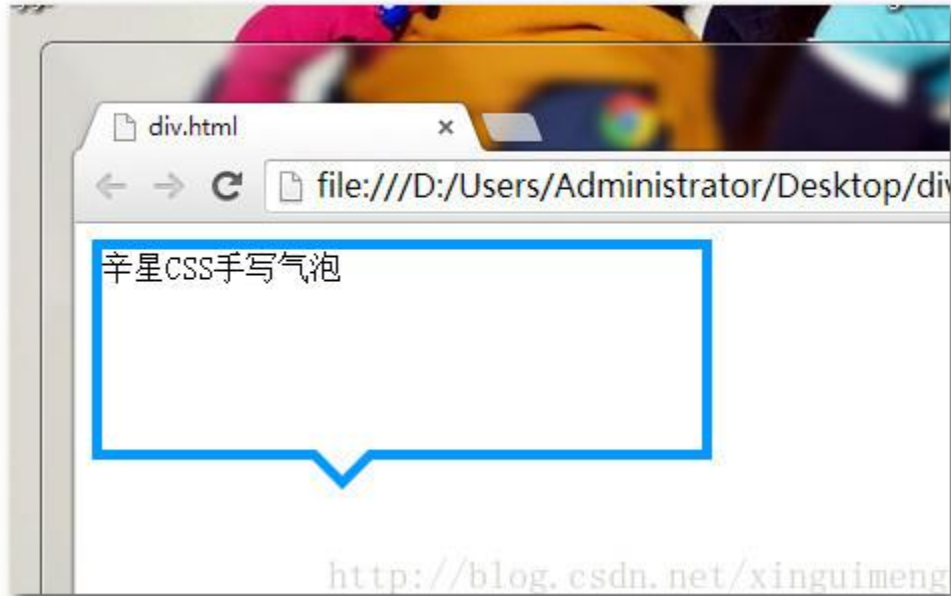 div.html
file:///D:/Users/Administrator/Desktop/div
辛星CSS手写气泡
http://blog.csdn.net/xinguimeng